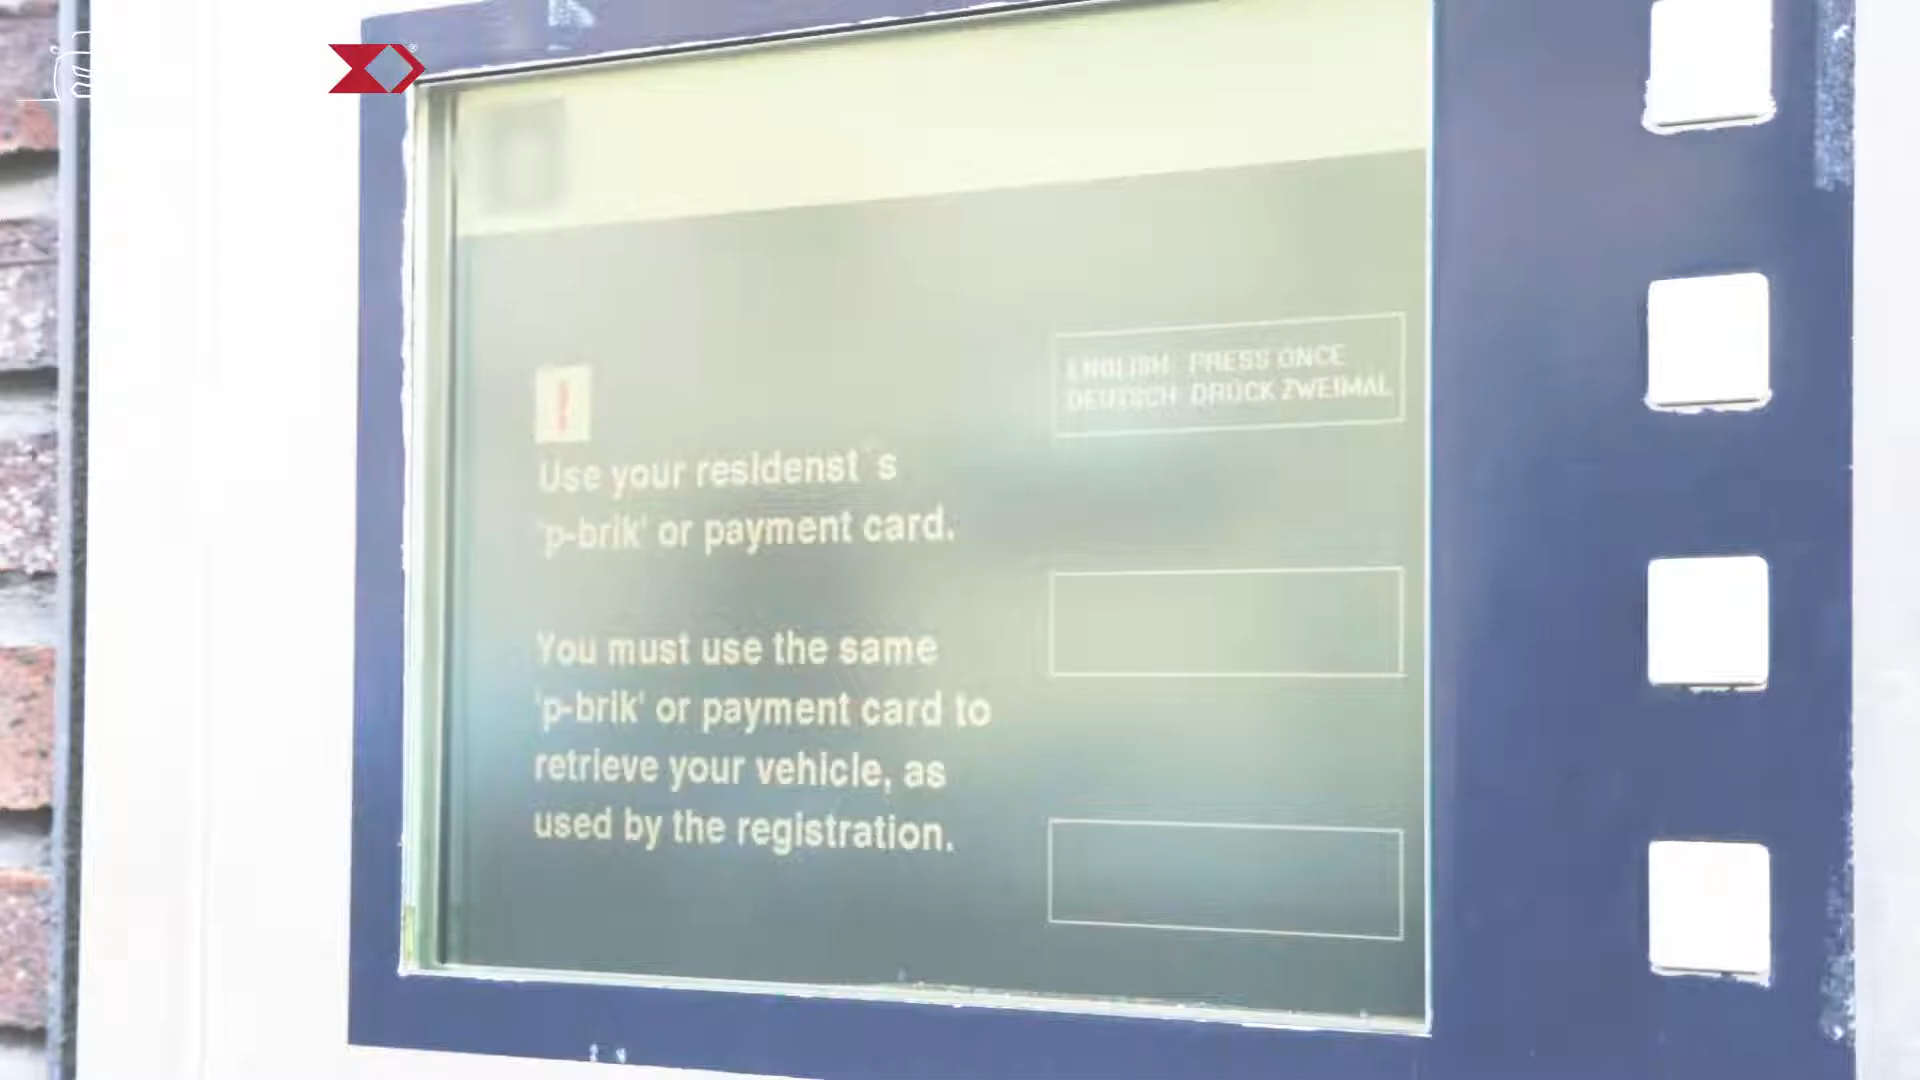 ENGLISH: PRESS ONCE
DEUTSCH: DRÜCK ZWEIMAL
!
Use your residenst´s
'p-brik' or payment card.
You must use the same
'p-brik' or payment card to
retrieve your vehicle, as
used by the registration.